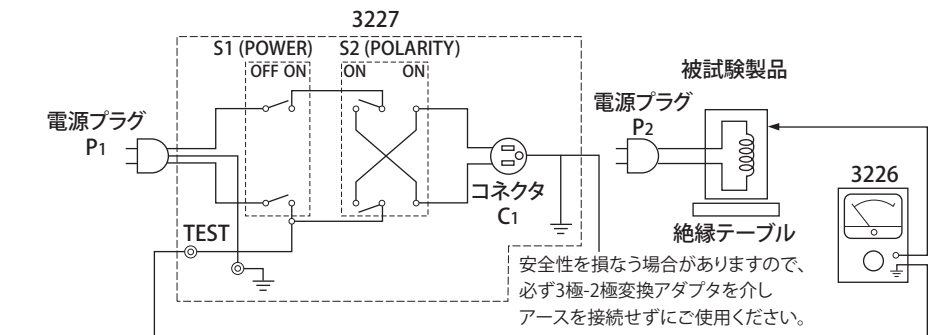 3227
S1 (POWER)
OFF ON
S2 (POLARITY)
ON ON
電源プラグ
P1
コネクタ
C1
TEST
被試験製品
電源プラグ
P2
絶縁テーブル
3226
安全性を損なう場合がありますので、
必ず3極-2極変換アダプタを介し
アースを接続せずにご使用ください。